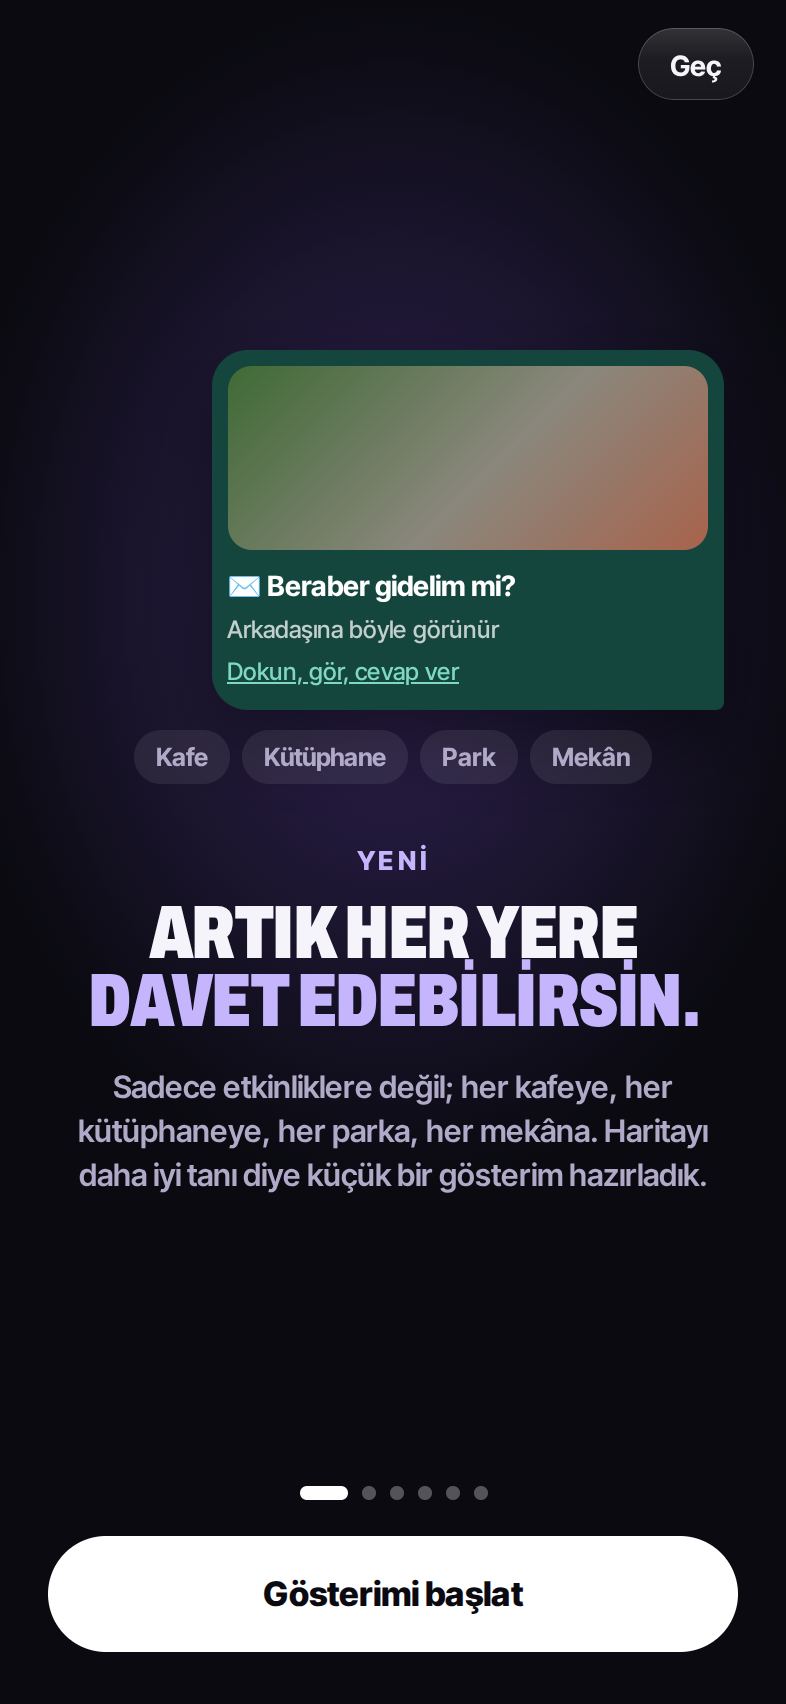 Geç
✉️ Beraber gidelim mi?
Arkadaşına böyle görünür
Dokun, gör, cevap ver
Kafe Kütüphane Park Mekân
YENİ
ARTIK HER YERE
DAVET EDEBİLİRSİN.
Sadece etkinliklere değil; her kafeye, her
kütüphaneye, her parka, her mekâna. Haritayı
daha iyi tanı diye küçük bir gösterim hazırladık.
Gösterimi başlat